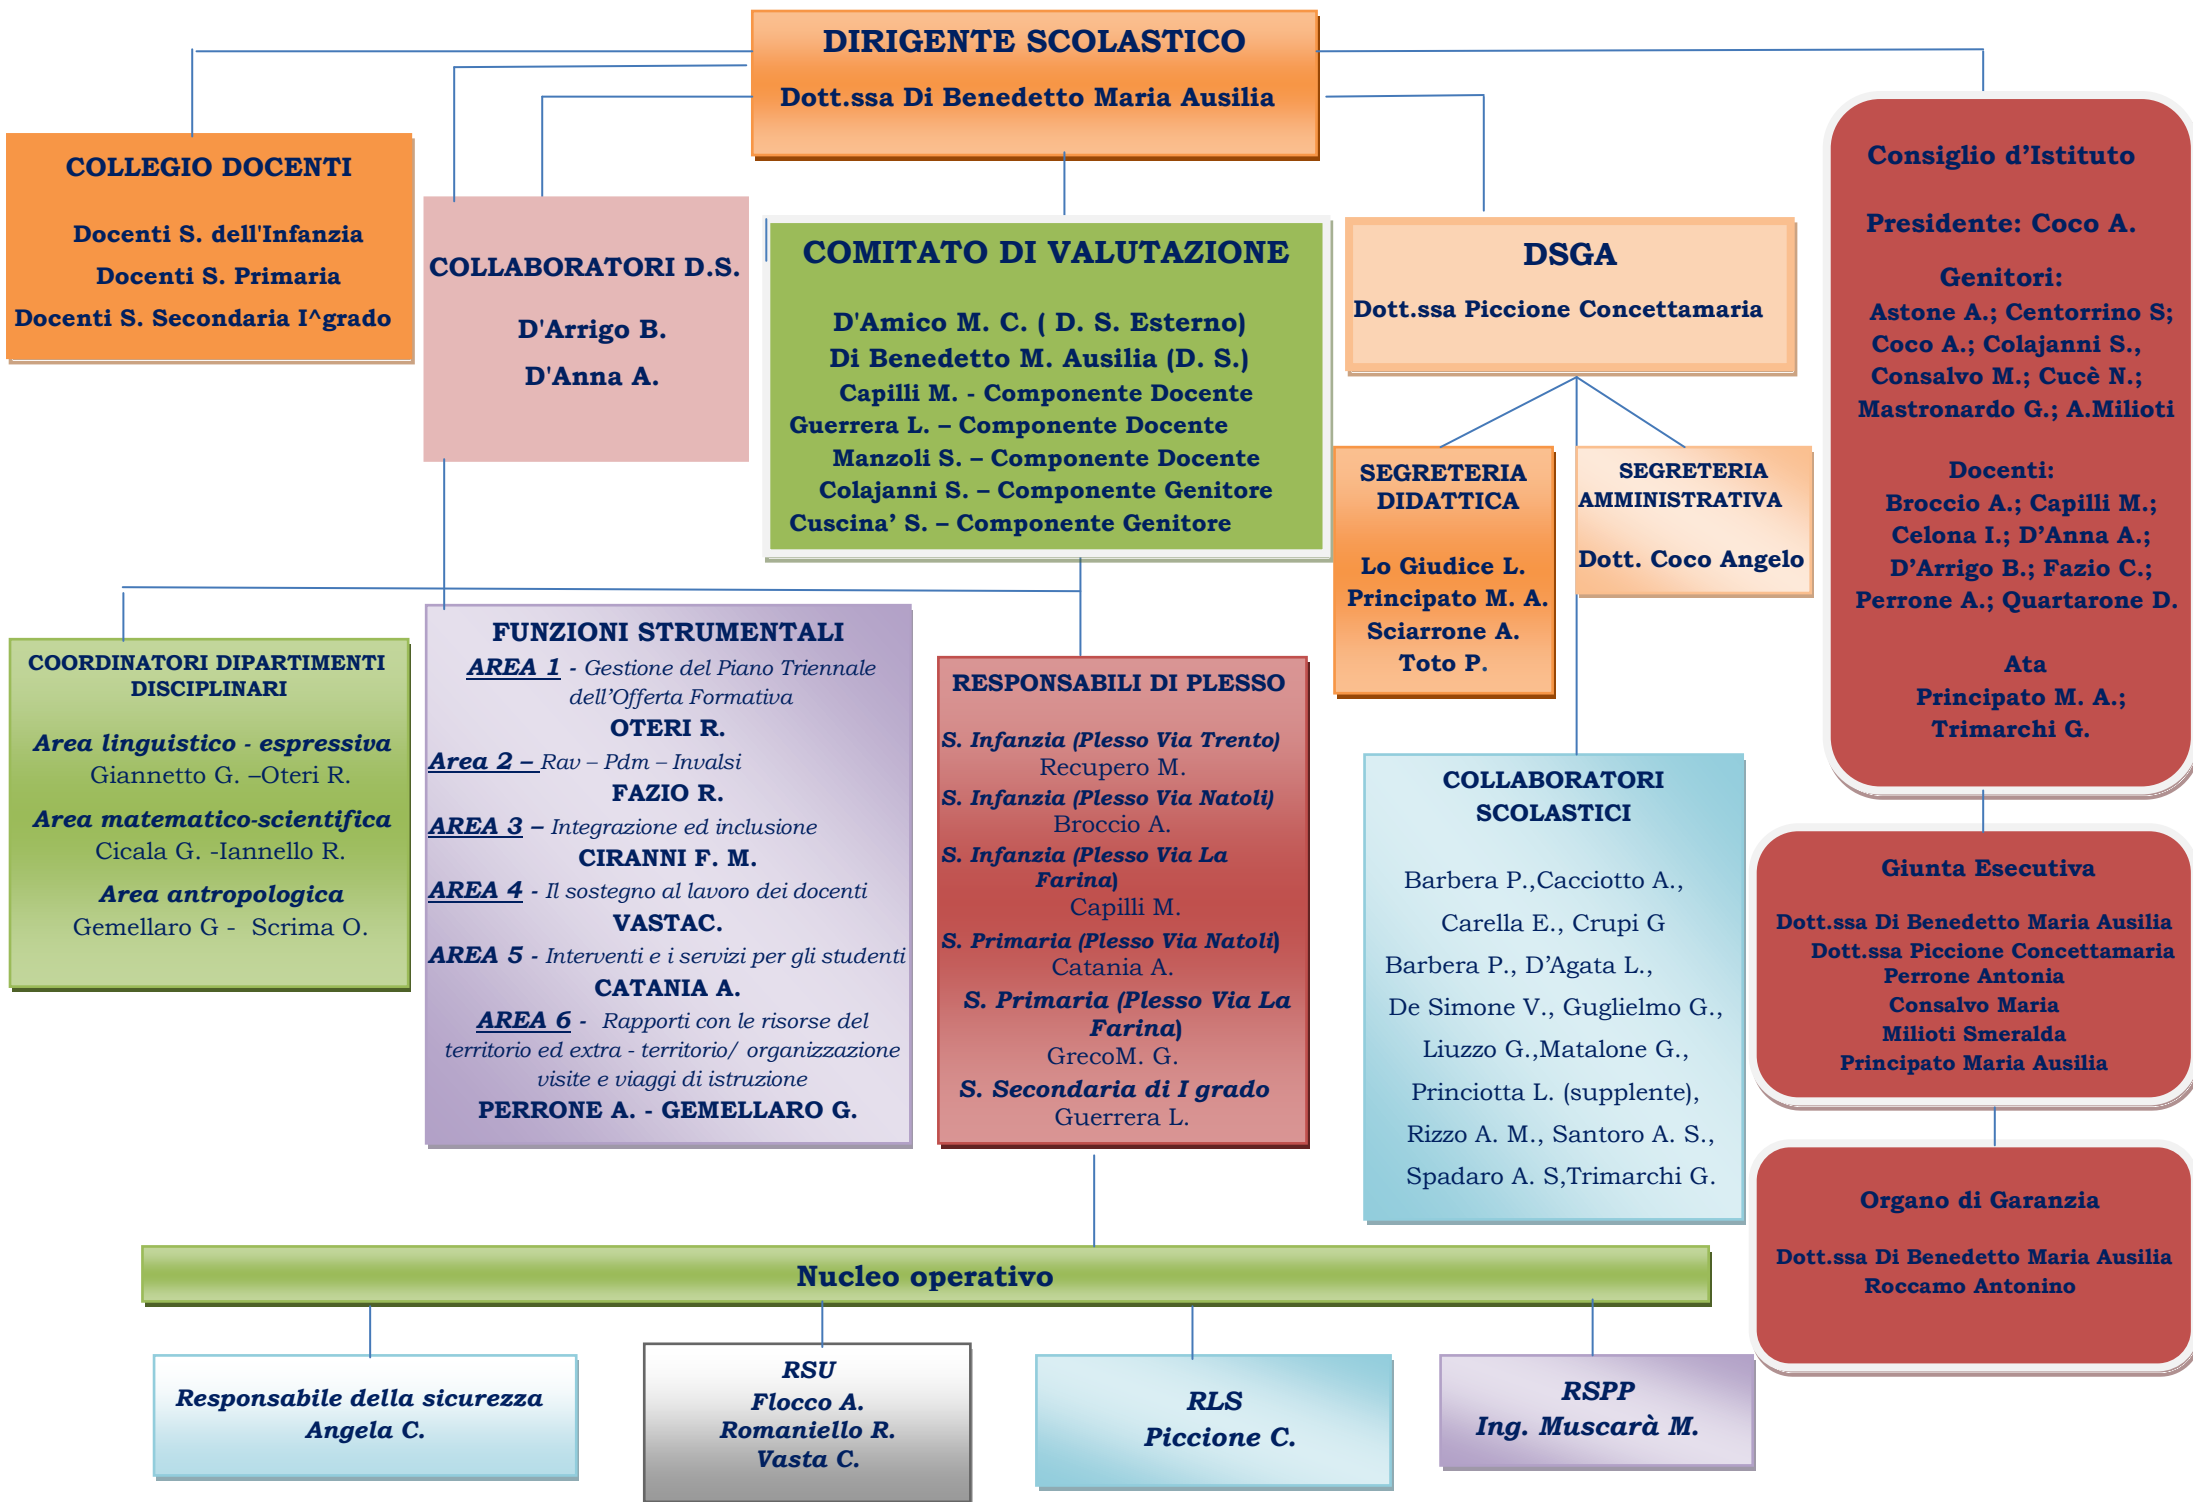 DIRIGENTE SCOLASTICO
Dott.ssa Di Benedetto Maria Ausilia
COLLEGIO DOCENTI
Docenti S. dell'Infanzia
Docenti S. Primaria
Docenti S. Secondaria I^grado
COLLABORATORI D.S.
D'Arrigo B.
D'Anna A.
COMITATO DI VALUTAZIONE
D'Amico M. C. ( D. S. Esterno)
Di Benedetto M. Ausilia (D. S.)
Capilli M. - Componente Docente
Guerrera L. – Componente Docente
Manzoli S. – Componente Docente
Colajanni S. – Componente Genitore
Cuscina’ S. – Componente Genitore
DSGA
Dott.ssa Piccione Concettamaria
SEGRETERIA
DIDATTICA
Lo Giudice L.
Principato M. A.
Sciarrone A.
Toto P.
SEGRETERIA
AMMINISTRATIVA
Dott. Coco Angelo
Consiglio d’Istituto
Presidente: Coco A.
Genitori:
Astone A.; Centorrino S;
Coco A.; Colajanni S.,
Consalvo M.; Cucè N.;
Mastronardo G.; A.Milioti
Docenti:
Broccio A.; Capilli M.;
Celona I.; D’Anna A.;
D’Arrigo B.; Fazio C.;
Perrone A.; Quartarone D.
Ata
Principato M. A.;
Trimarchi G.
COORDINATORI DIPARTIMENTI
DISCIPLINARI
Area linguistico - espressiva
Giannetto G. –Oteri R.
Area matematico-scientifica
Cicala G. -Iannello R.
Area antropologica
Gemellaro G - Scrima O.
FUNZIONI STRUMENTALI
AREA 1 - Gestione del Piano Triennale
dell’Offerta Formativa
OTERI R.
Area 2 – Rav – Pdm – Invalsi
FAZIO R.
AREA 3 – Integrazione ed inclusione
CIRANNI F. M.
AREA 4 - Il sostegno al lavoro dei docenti
VASTAC.
AREA 5 - Interventi e i servizi per gli studenti
CATANIA A.
AREA 6 - Rapporti con le risorse del
territorio ed extra - territorio/ organizzazione
visite e viaggi di istruzione
PERRONE A. - GEMELLARO G.
RESPONSABILI DI PLESSO
S. Infanzia (Plesso Via Trento)
Recupero M.
S. Infanzia (Plesso Via Natoli)
Broccio A.
S. Infanzia (Plesso Via La
Farina)
Capilli M.
S. Primaria (Plesso Via Natoli)
Catania A.
S. Primaria (Plesso Via La
Farina)
GrecoM. G.
S. Secondaria di I grado
Guerrera L.
COLLABORATORI
SCOLASTICI
Barbera P.,Cacciotto A.,
Carella E., Crupi G
Barbera P., D’Agata L.,
De Simone V., Guglielmo G.,
Liuzzo G.,Matalone G.,
Princiotta L. (supplente),
Rizzo A. M., Santoro A. S.,
Spadaro A. S,Trimarchi G.
Giunta Esecutiva
Dott.ssa Di Benedetto Maria Ausilia
Dott.ssa Piccione Concettamaria
Perrone Antonia
Consalvo Maria
Milioti Smeralda
Principato Maria Ausilia
Organo di Garanzia
Dott.ssa Di Benedetto Maria Ausilia
Roccamo Antonino
Nucleo operativo
Responsabile della sicurezza
Angela C.
RSU
Flocco A.
Romaniello R.
Vasta C.
RLS
Piccione C.
RSPP
Ing. Muscarà M.